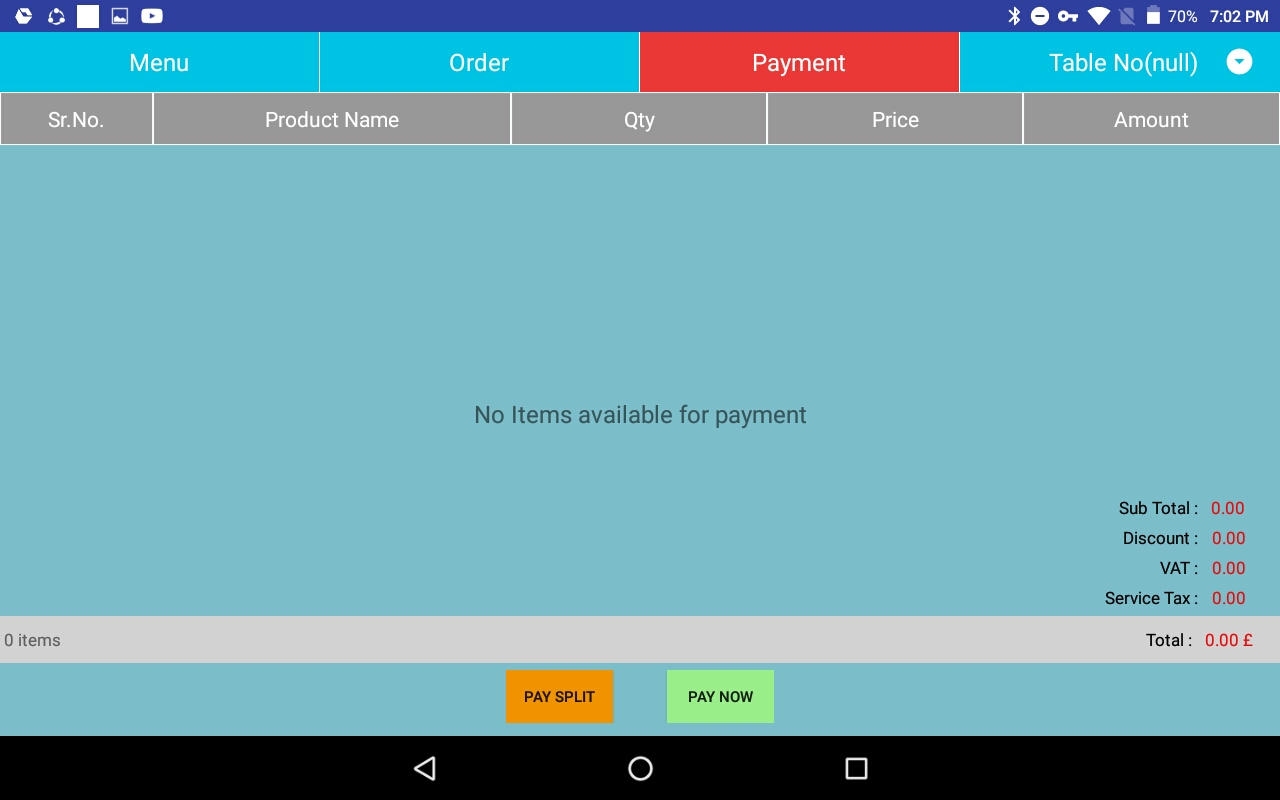 70% 7:02 PM
Menu Order Payment Table No(null)
Sr.No. Product Name Qty Price Amount
No Items available for payment
Sub Total : 0.00
Discount : 0.00
VAT : 0.00
Service Tax : 0.00
0 items Total : 0.00 £
PAY SPLIT PAY NOW